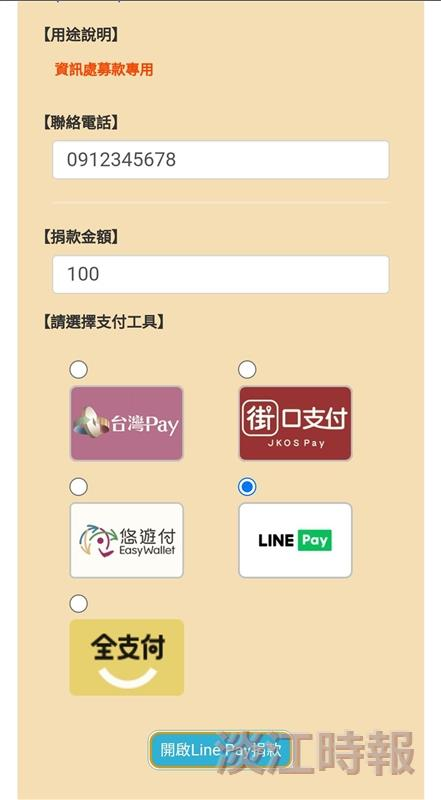 【用途說明】
資訊處募款專用
【聯絡電話】
0912345678
【捐款金額】
100
【請選擇支付工具】
台灣Pay
街口支付
JKOS Pay
悠遊付
EasyWallet
LINE Pay
全支付
開啟Line Pay捐款
淡江時報